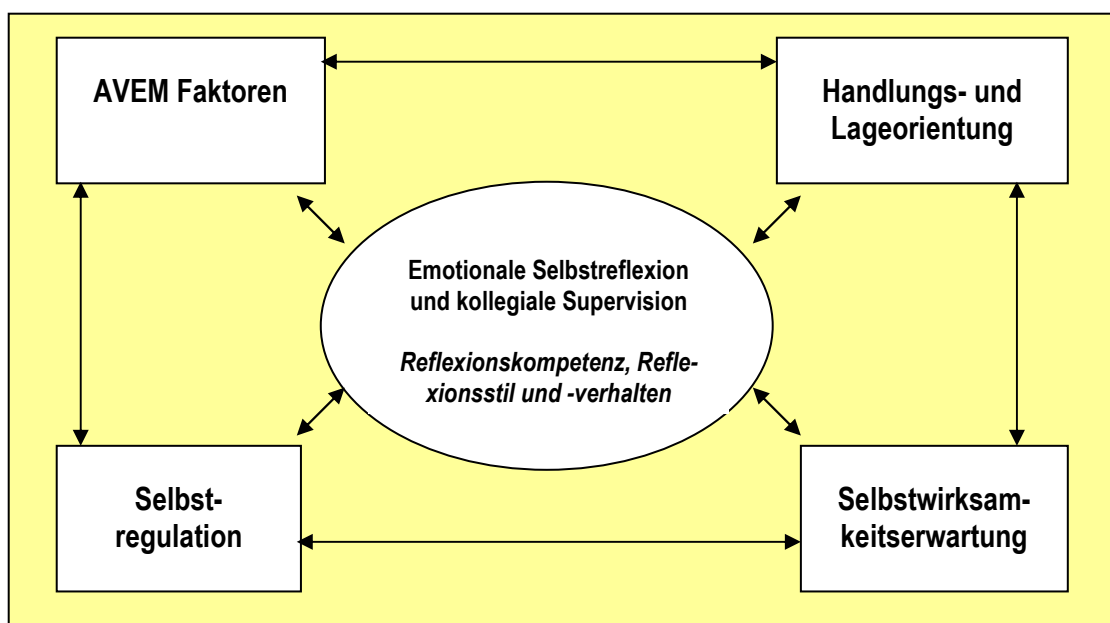 AVEM Faktoren
Handlungs- und
Lageorientung
Emotionale Selbstreflexion
und kollegiale Supervision
Reflexionskompetenz, Refle-
xionsstil und -verhalten
Selbst-
regulation
Selbstwirksam-
keitserwartung